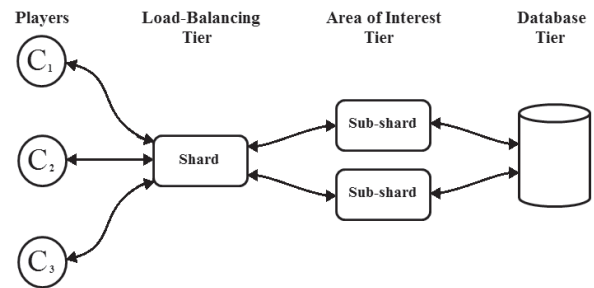 Players
Load-Balancing
Tier
Area of Interest
Tier
Database
Tier
C₁
C₂
C₃
Shard
Sub-shard
Sub-shard